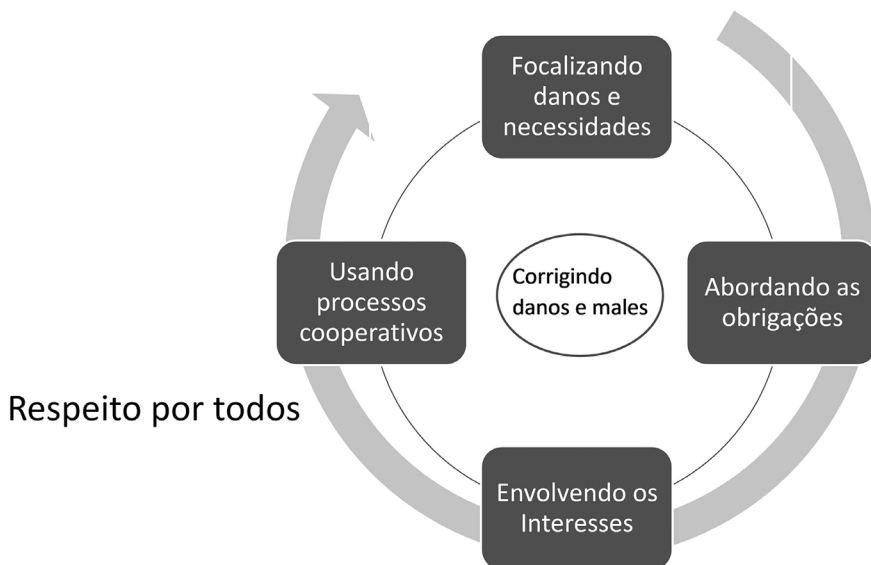 Focalizando
danos e
necessidades
Abordando as
obrigações
Envolvendo os
Interesses
Usando
processos
cooperativos
Corrigindo
danos e males
Respeito por todos